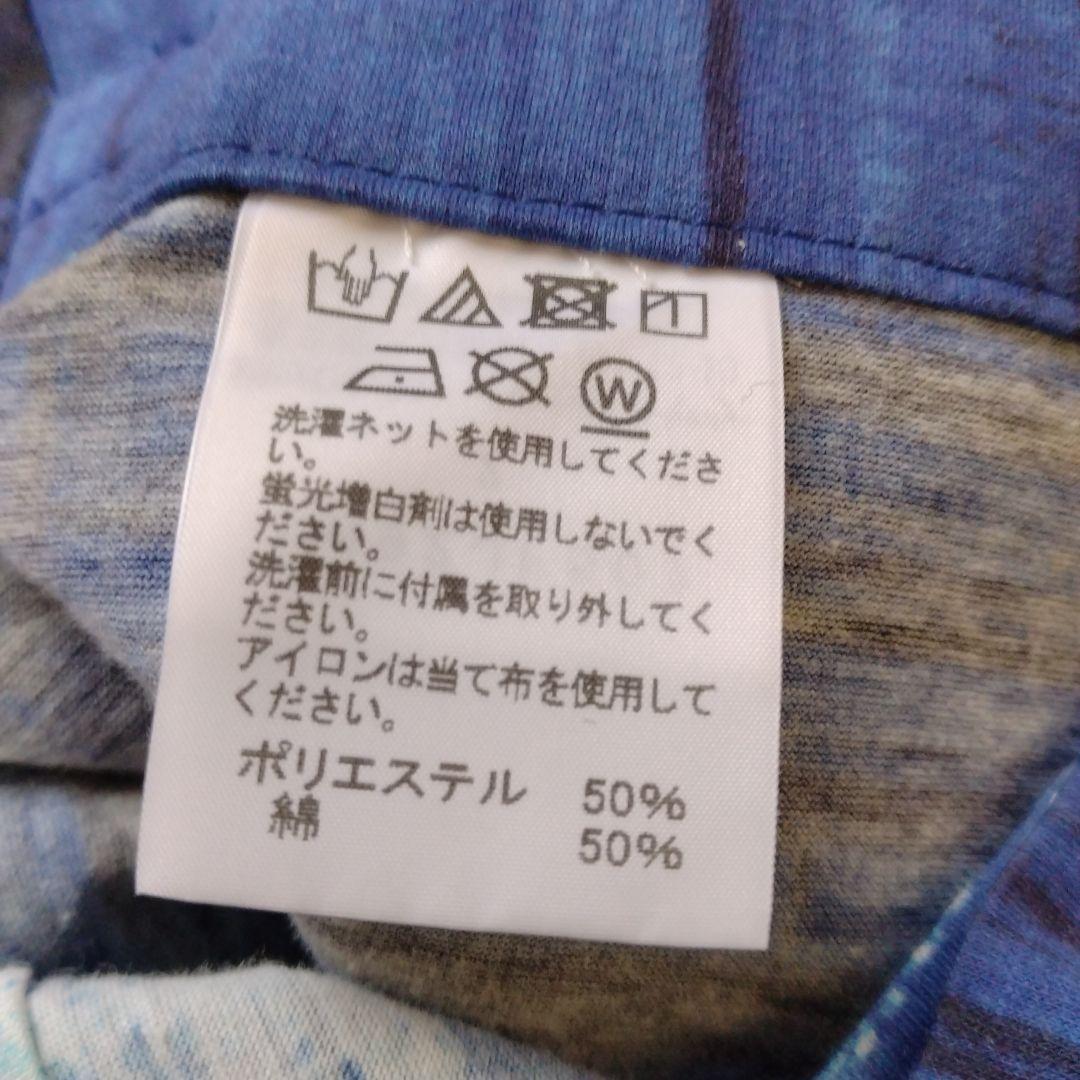 W
洗濯ネットを使用してくださ
い。
蛍光増白剤は使用しないでく
ださい。
洗濯前に付属を取り外してく
ださい。
アイロンは当て布を使用して
ください。
ポリエステル 50%
綿 50%